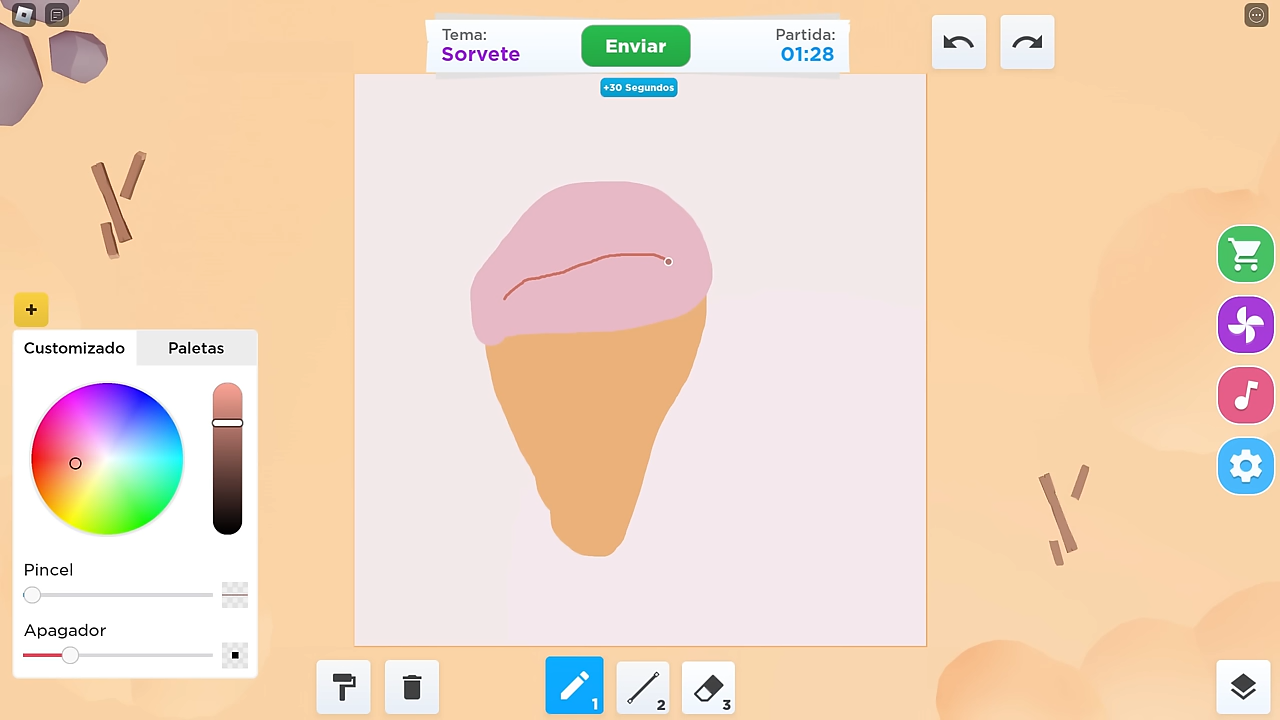 Tema:
Sorvete
Enviar
Partida:
01:28
+30 Segundos
+
Customizado
Paletas
Pincel
Apagador
1
2
3